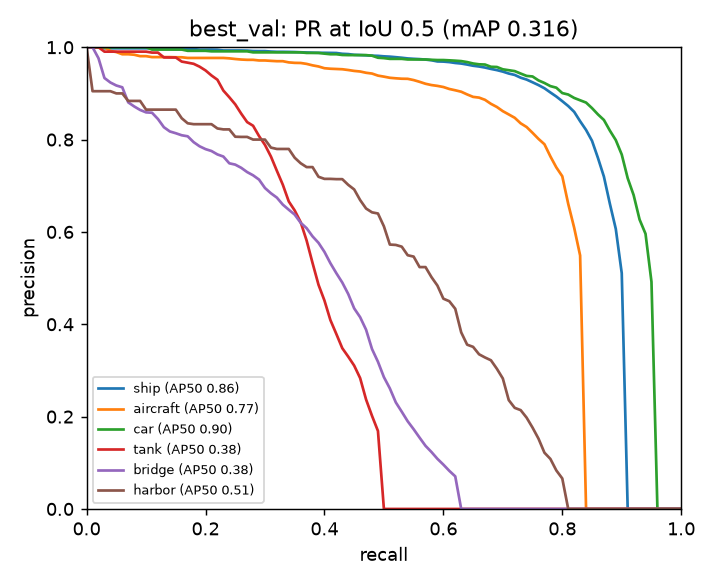 best_val: PR at IoU 0.5 (mAP 0.316)
1.0
0.8
0.6
0.4
0.2
0.0
precision
ship (AP50 0.86)
aircraft (AP50 0.77)
car (AP50 0.90)
tank (AP50 0.38)
bridge (AP50 0.38)
harbor (AP50 0.51)
0.0 0.2 0.4 0.6 0.8 1.0
recall